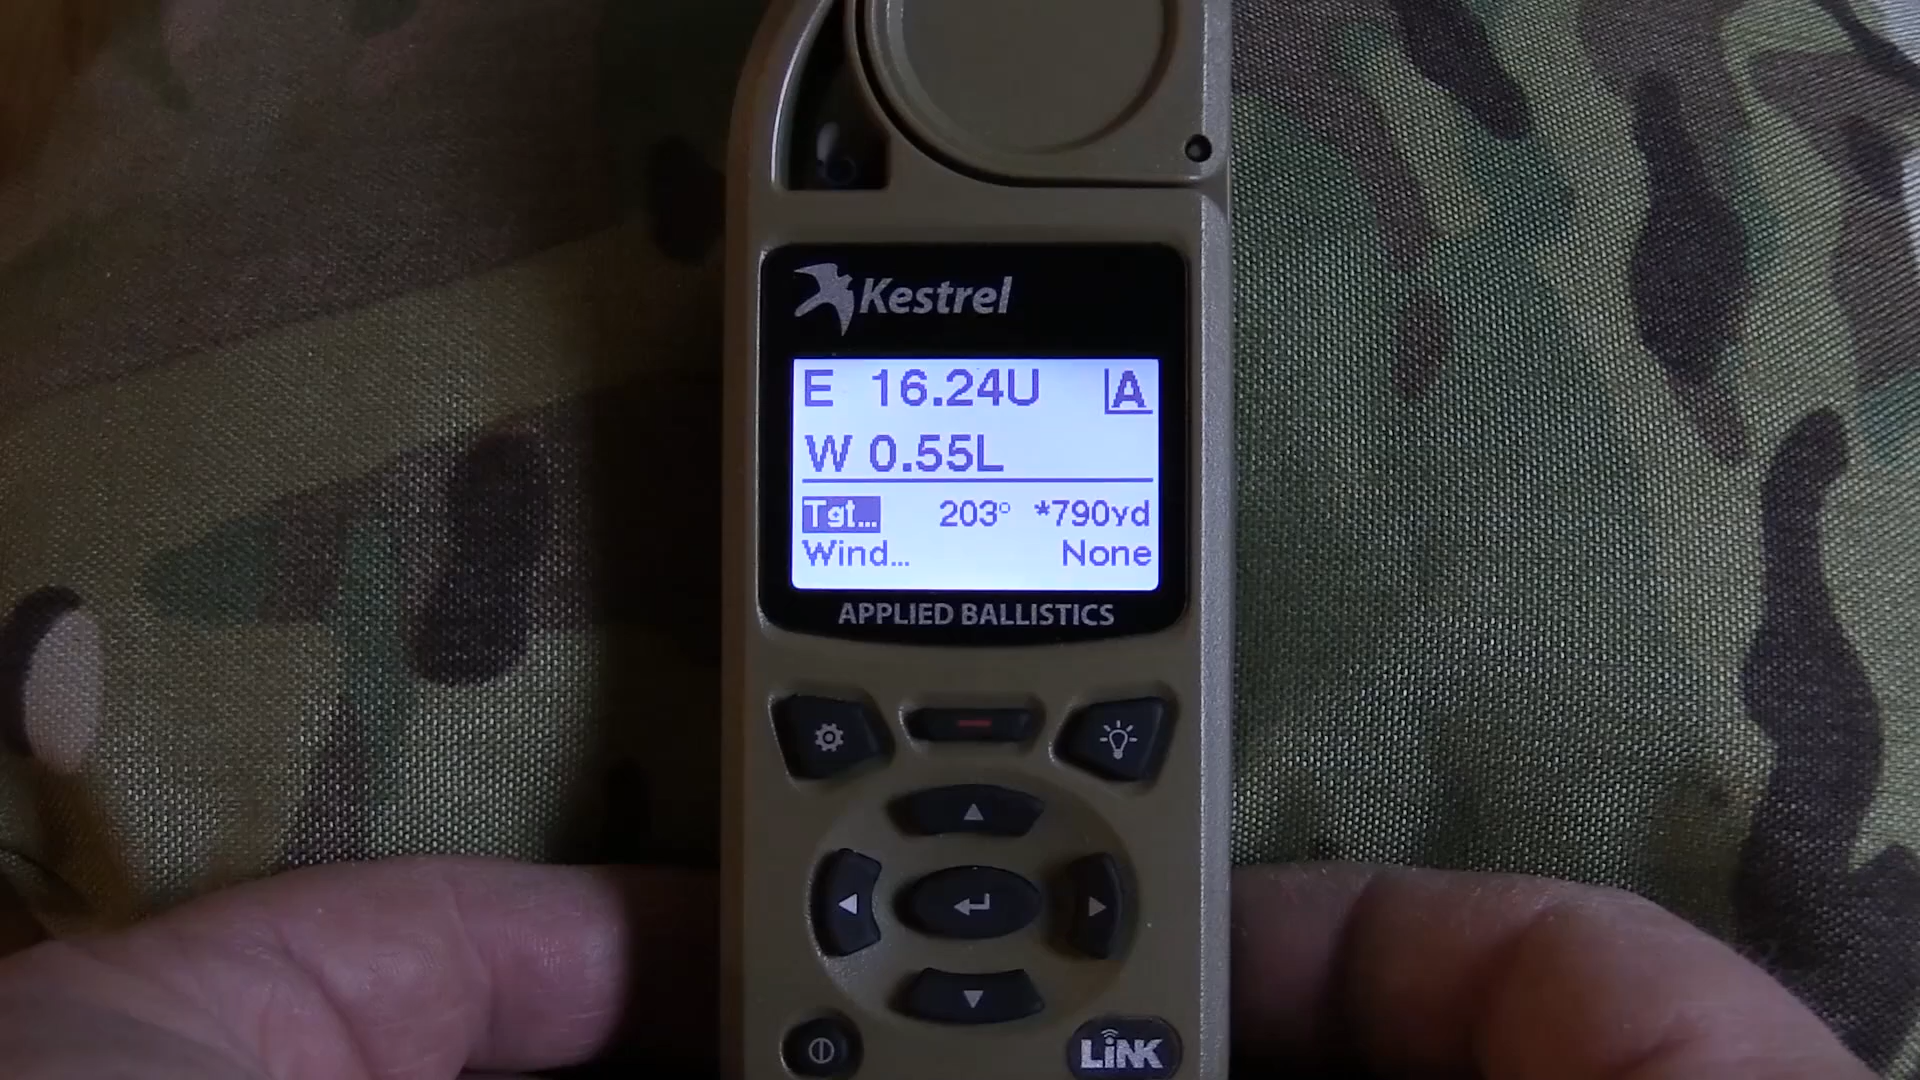 Kestrel
E 16.24U A
W 0.55L
Tgt... 203° *790yd
Wind... None
APPLIED BALLISTICS
LiNK